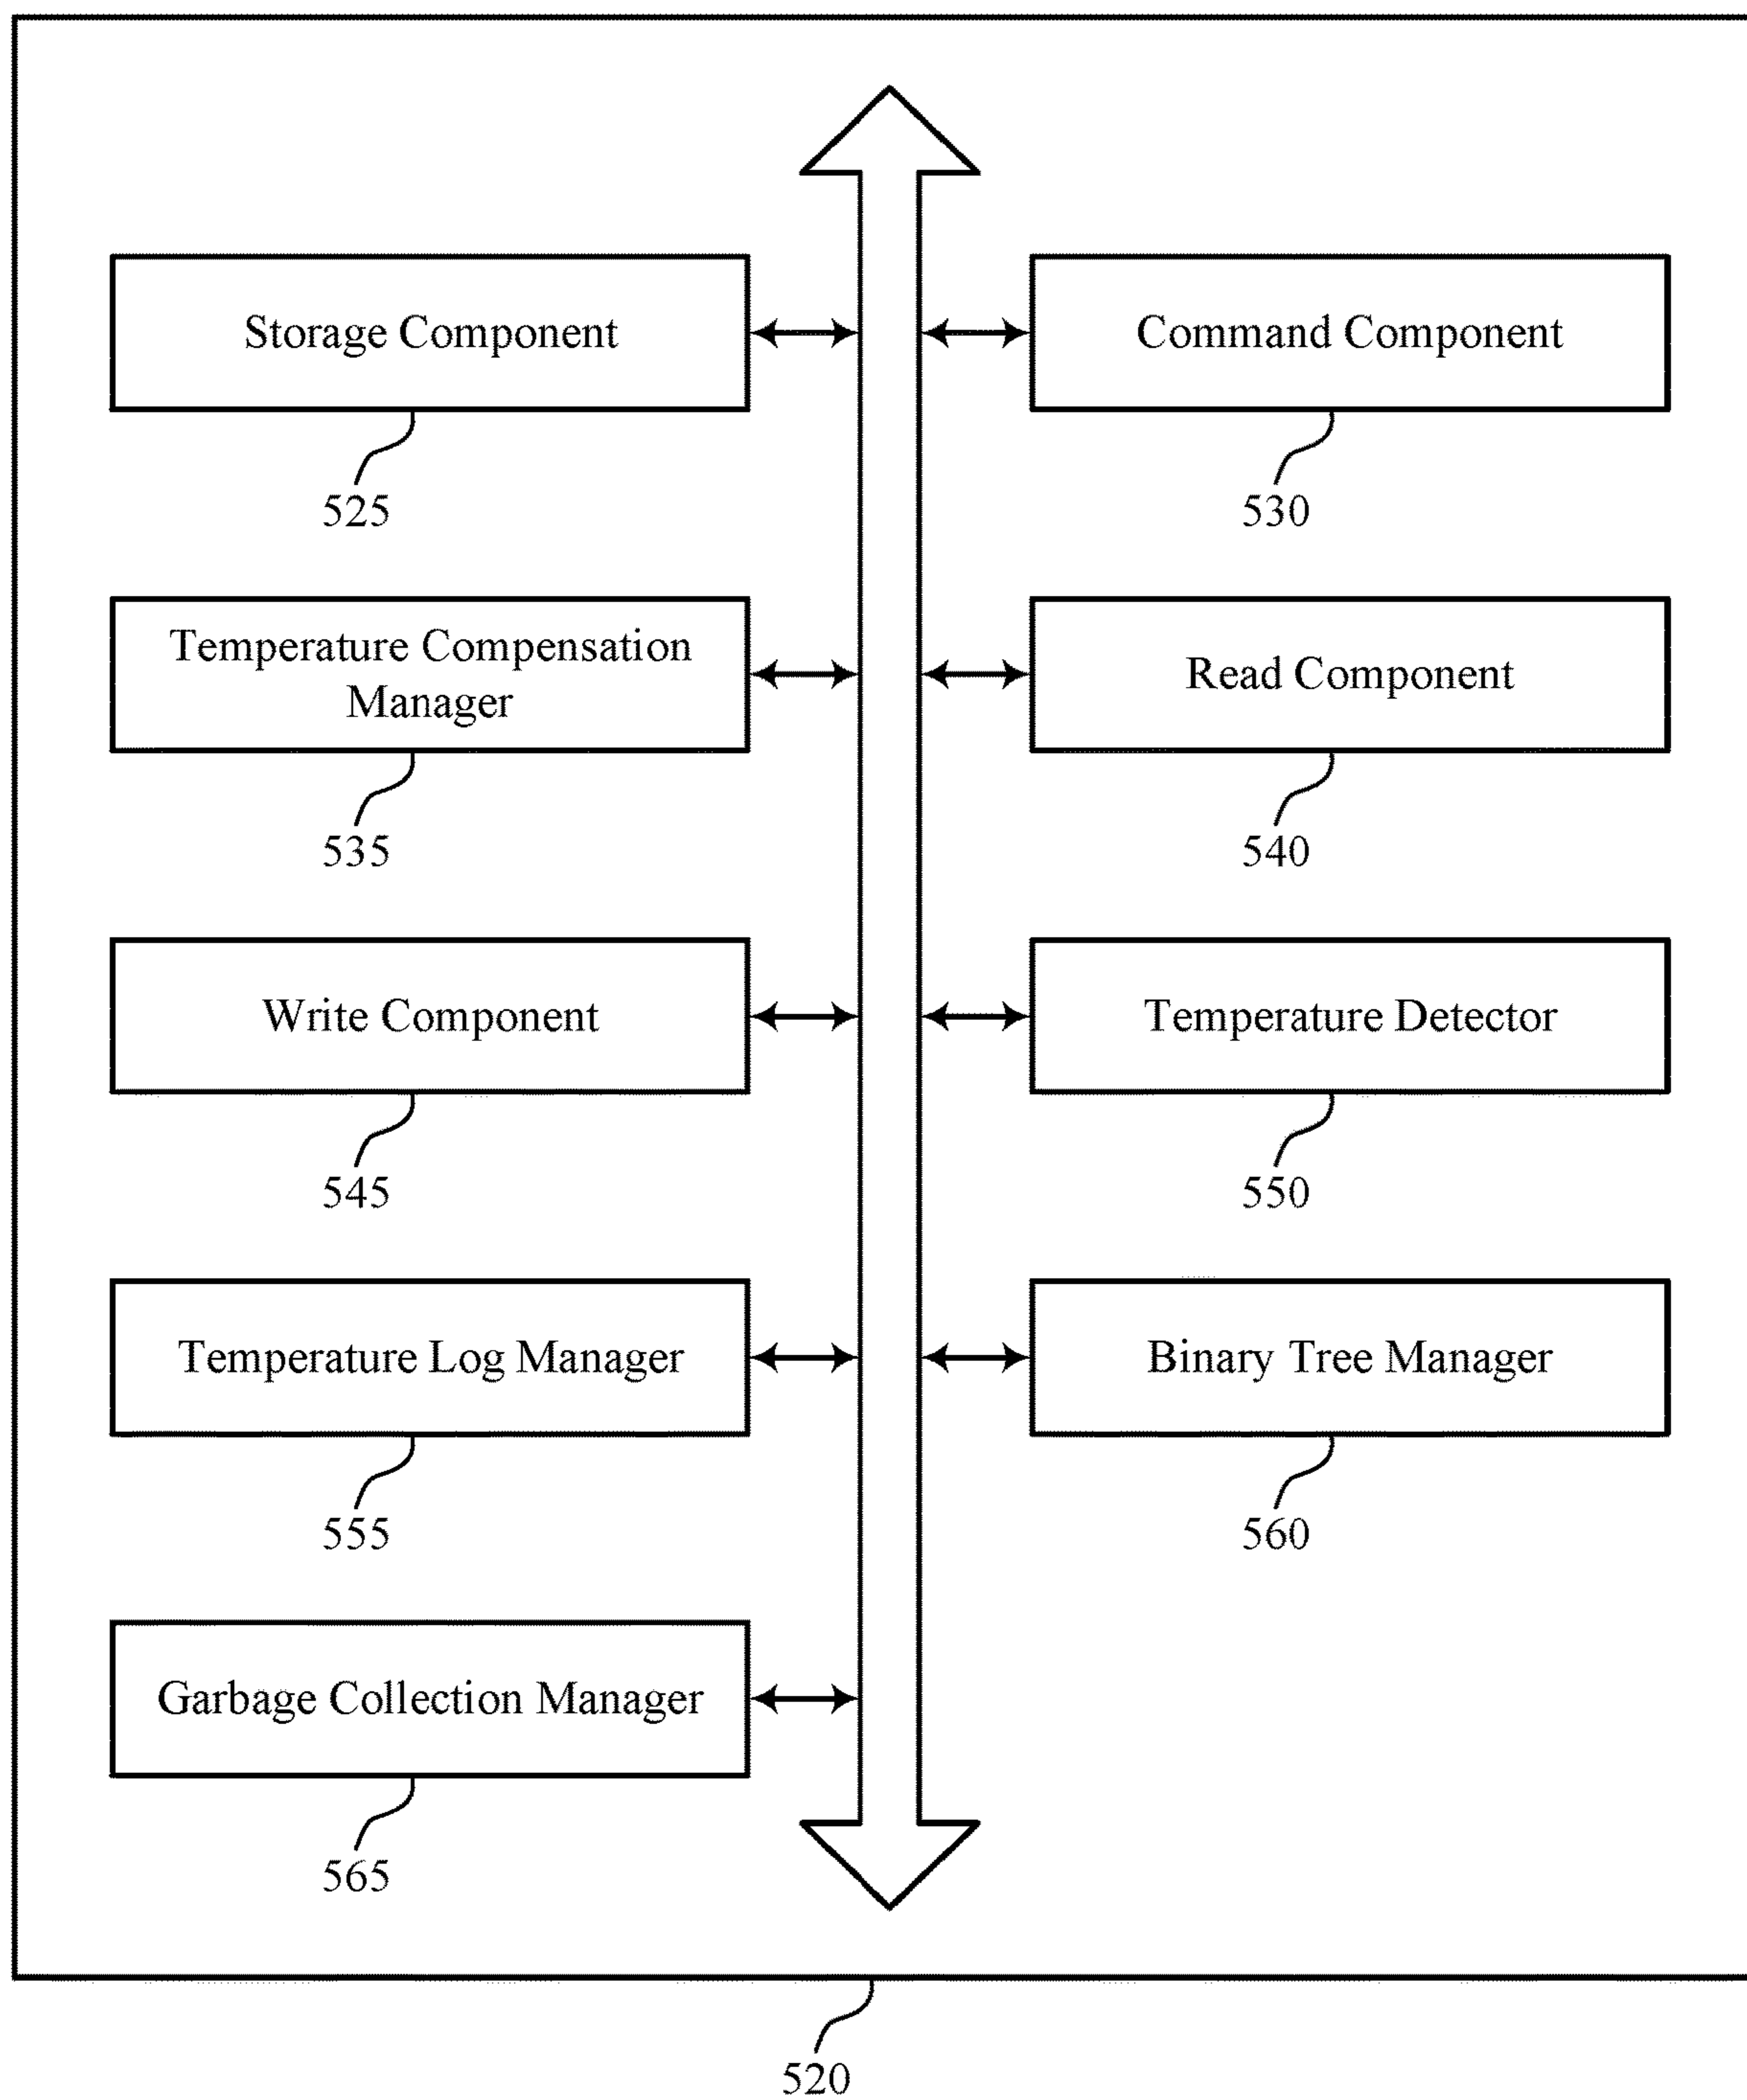 Storage Component
525
Command Component
530
Temperature Compensation
Manager
535
Read Component
540
Write Component
545
Temperature Detector
550
Temperature Log Manager
555
Binary Tree Manager
560
Garbage Collection Manager
565
520